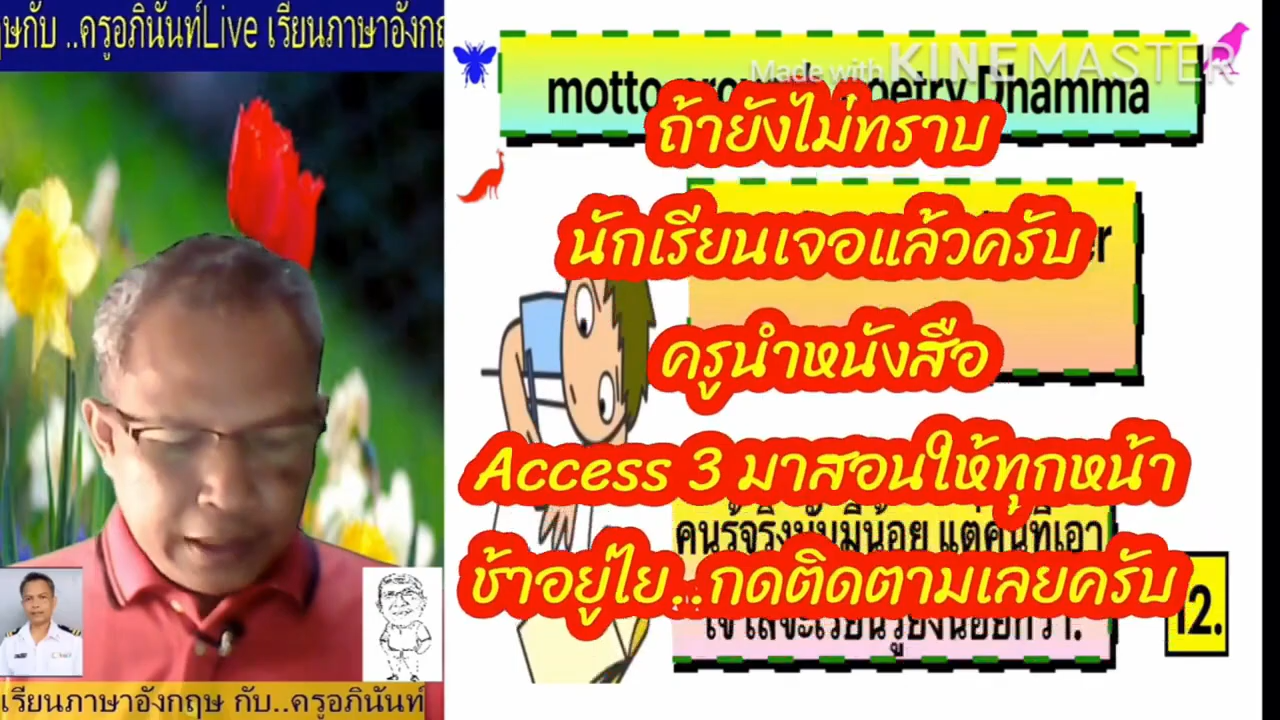 ษกับ ..ครูอภินันท์Live เรียนภาษาอังกฤ
Made with KINEMASTER
motto Dhamma
ถ้ายังไม่ทราบ
นักเรียนเจอแล้วครับ
ครูนำหนังสือ
Access 3 มาสอนให้ทุกหน้า
คนรู้จริงนั้นมีน้อย แต่คนที่เอา
ช้าอยู่ไย..กดติดตามเลยครับ
12.
เรียนภาษาอังกฤษ กับ..ครูอภินันท์